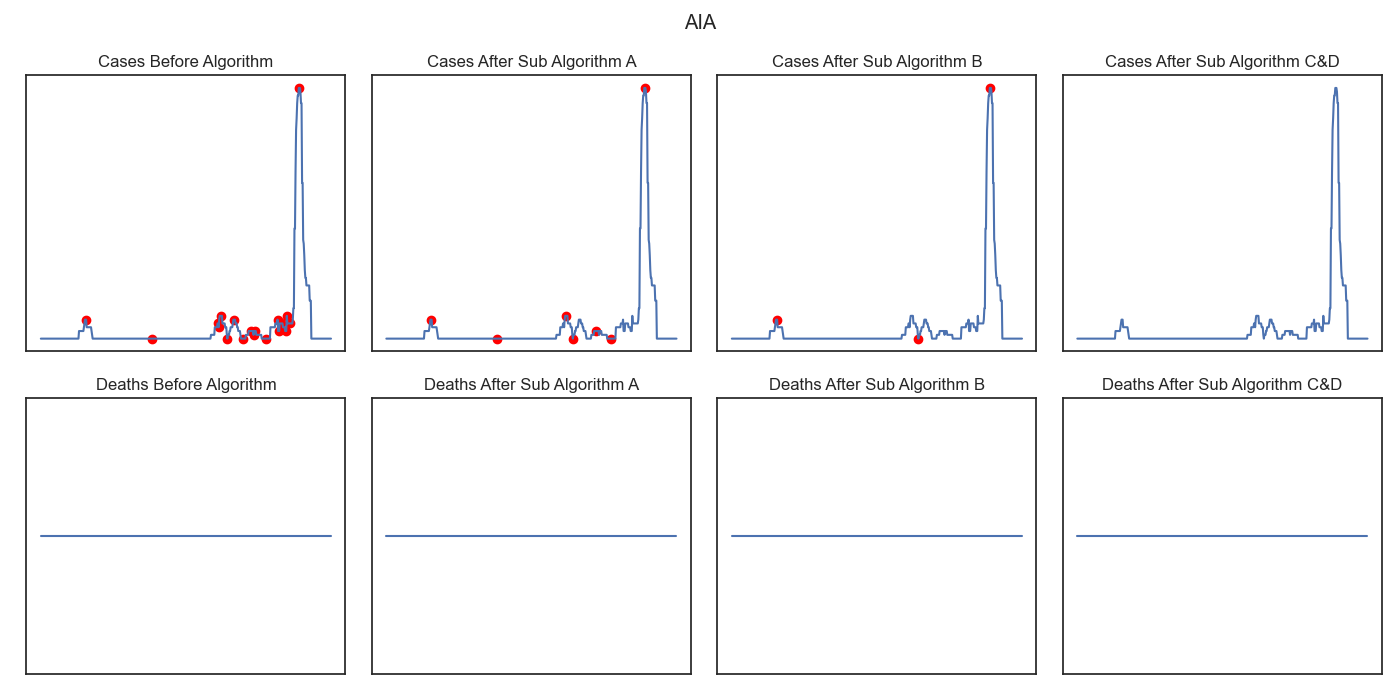 AIA
Cases Before Algorithm
Cases After Sub Algorithm A
Cases After Sub Algorithm B
Cases After Sub Algorithm C&D
Deaths Before Algorithm
Deaths After Sub Algorithm A
Deaths After Sub Algorithm B
Deaths After Sub Algorithm C&D